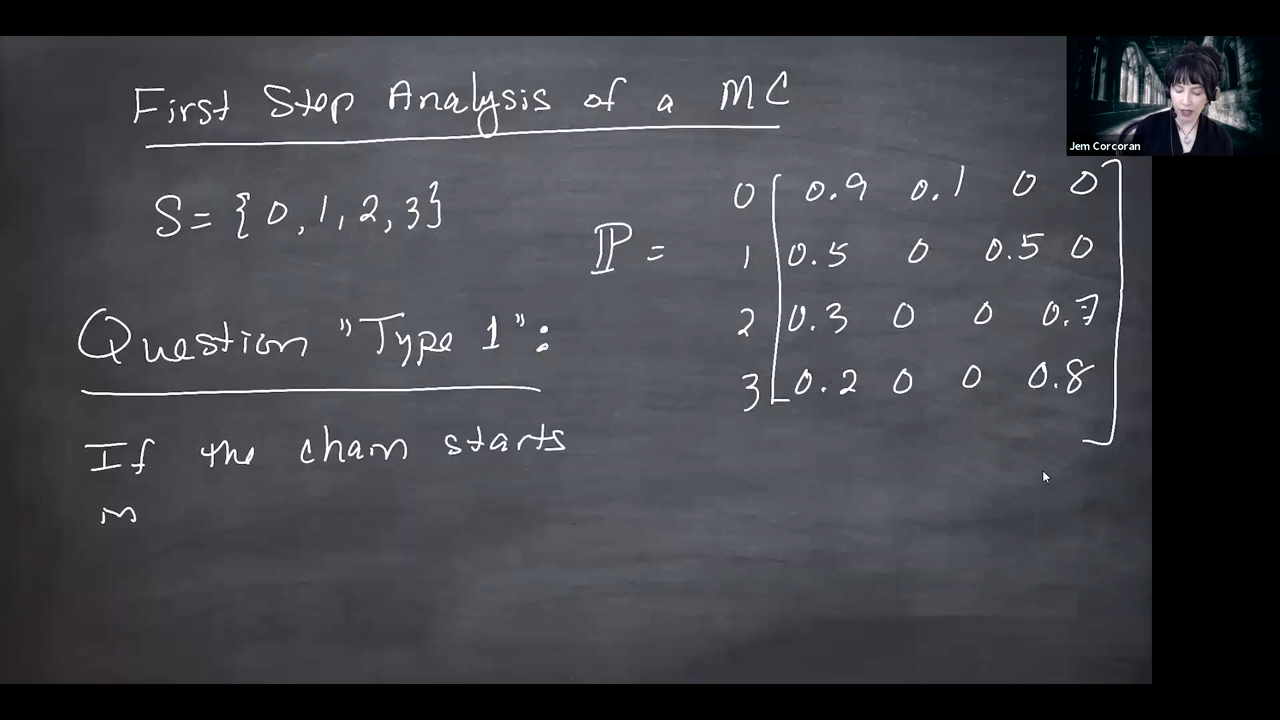 First Step Analysis of a MC
Jem Corcoran
S = { 0, 1, 2, 3 }
ℙ =
0 [ 0.9 0.1 0 0 ]
1 0.5 0 0.5 0
2 0.3 0 0 0.7
3 0.2 0 0 0.8
Question "Type 1":
If the chain starts
in